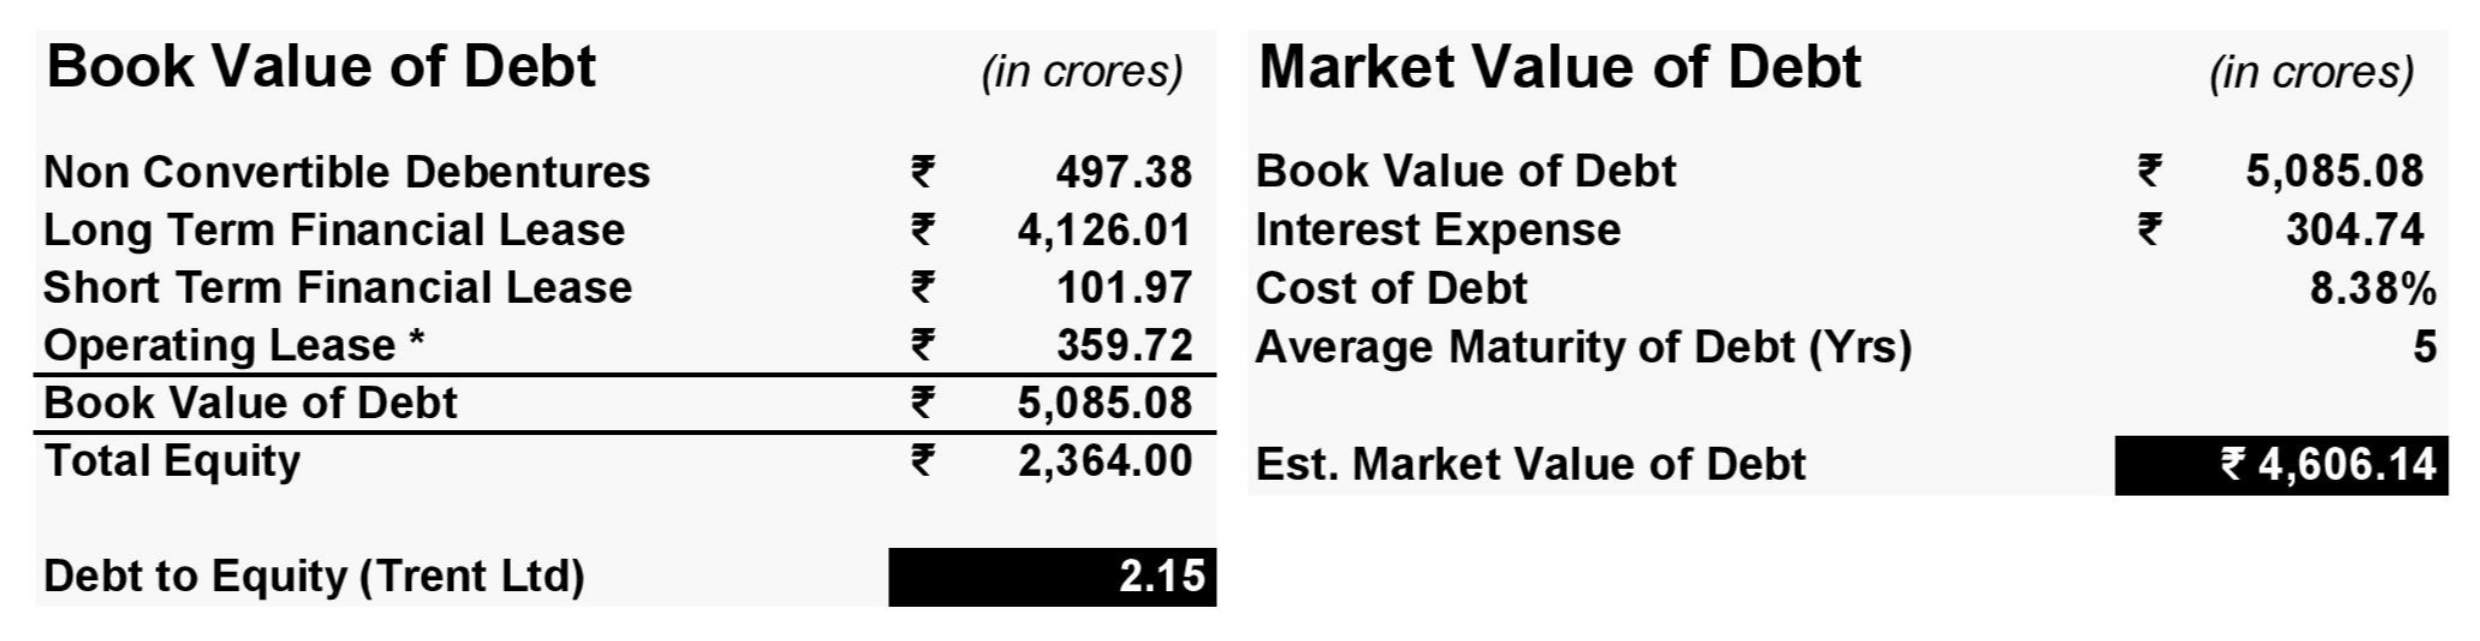 Book Value of Debt (in crores)
Non Convertible Debentures ₹ 497.38
Long Term Financial Lease ₹ 4,126.01
Short Term Financial Lease ₹ 101.97
Operating Lease * ₹ 359.72
Book Value of Debt ₹ 5,085.08
Total Equity ₹ 2,364.00
Debt to Equity (Trent Ltd) 2.15
Market Value of Debt (in crores)
Book Value of Debt ₹ 5,085.08
Interest Expense ₹ 304.74
Cost of Debt 8.38%
Average Maturity of Debt (Yrs) 5
Est. Market Value of Debt ₹ 4,606.14